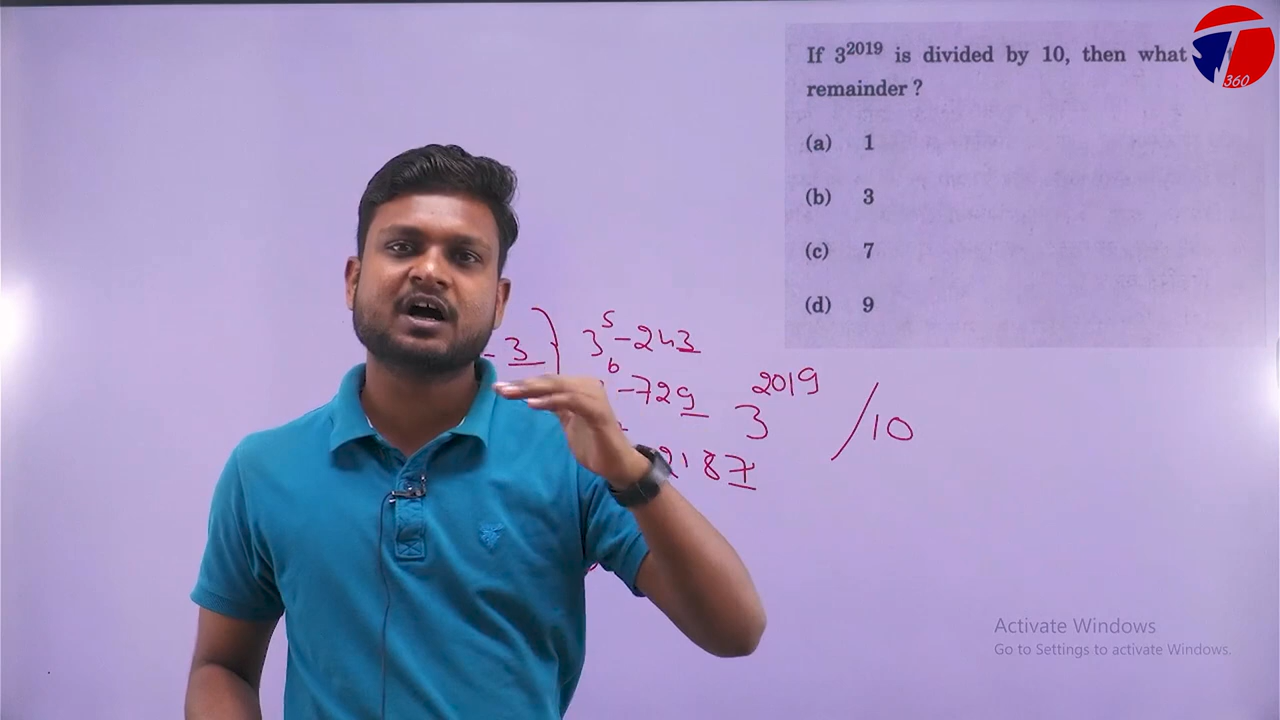 If 3^2019 is divided by 10, then what
remainder ?
(a) 1
(b) 3
(c) 7
(d) 9
360
- 3
3^5 - 243
6 - 729
2187
3^2019 /10
Activate Windows
Go to Settings to activate Windows.